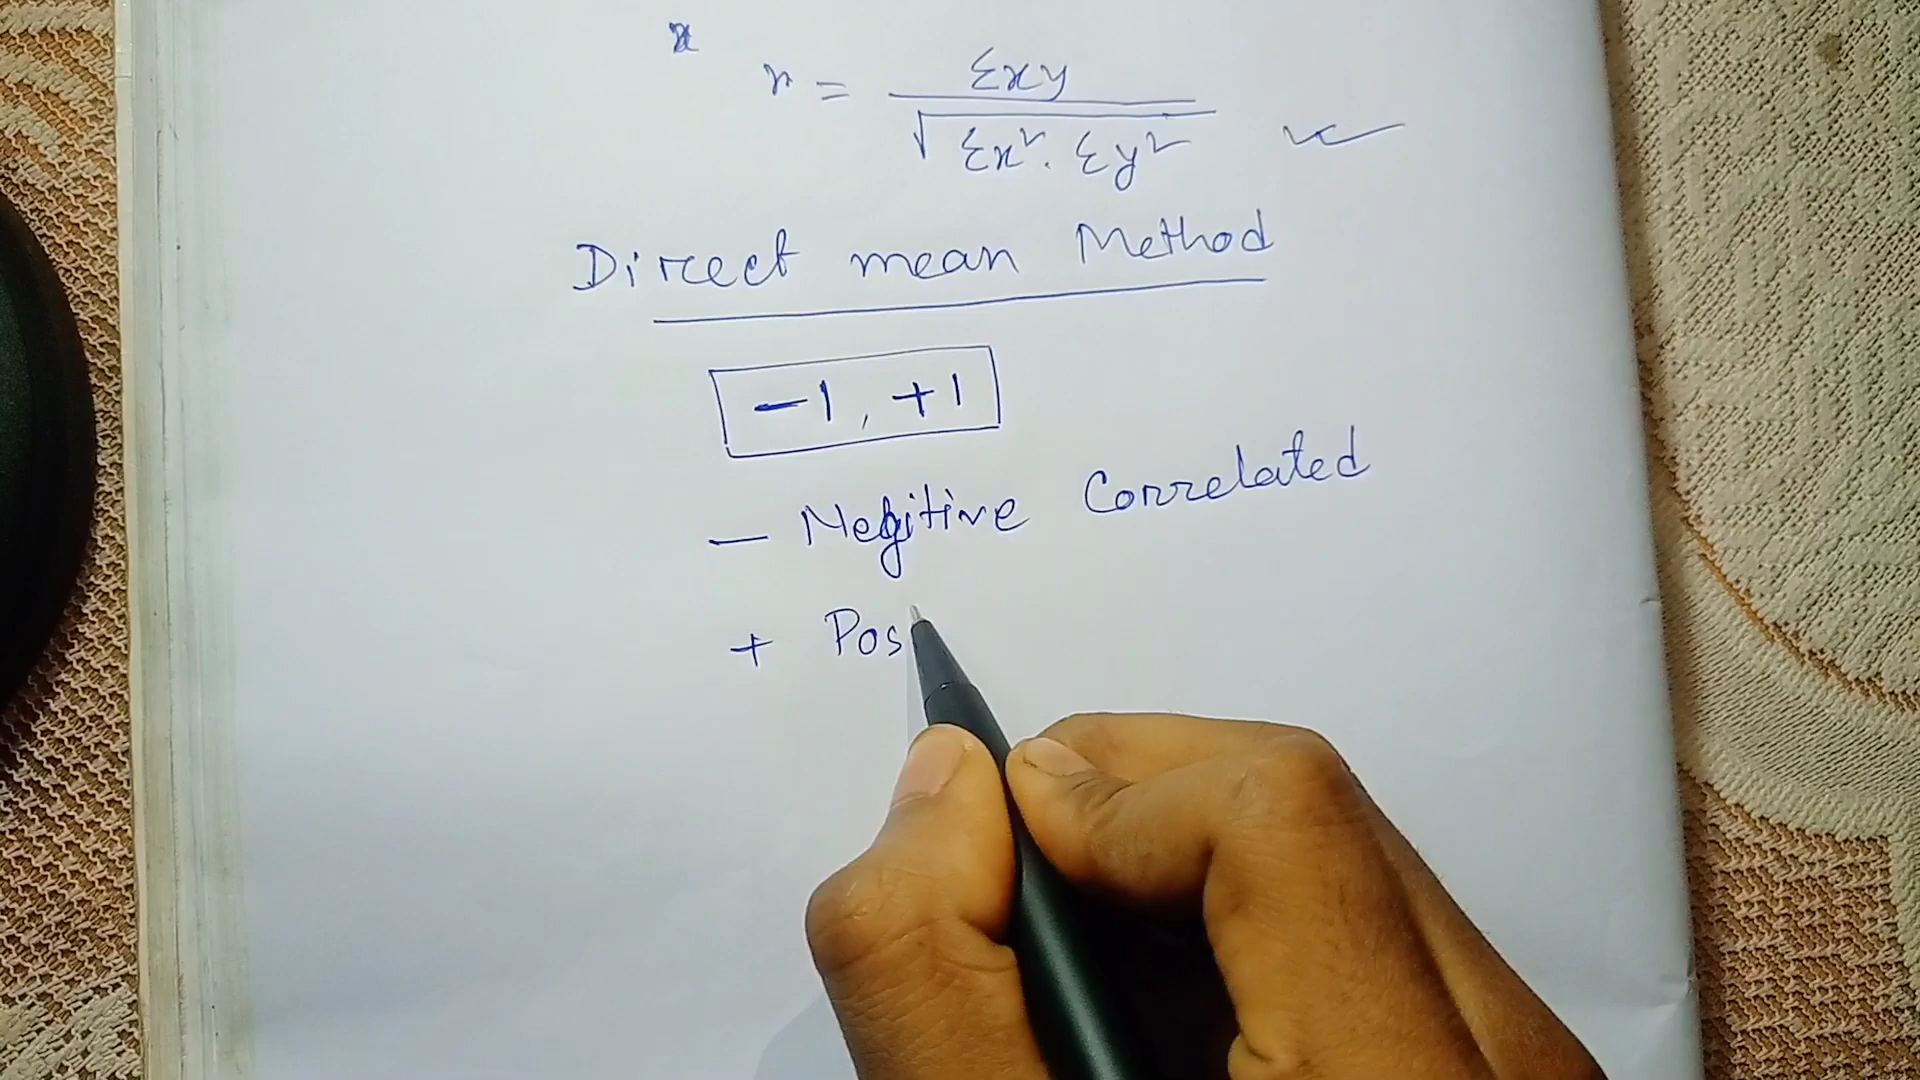 r = Σxy / √Σx². Σy²
Direct mean Method
-1, +1
— Negitive Correlated
+ Pos